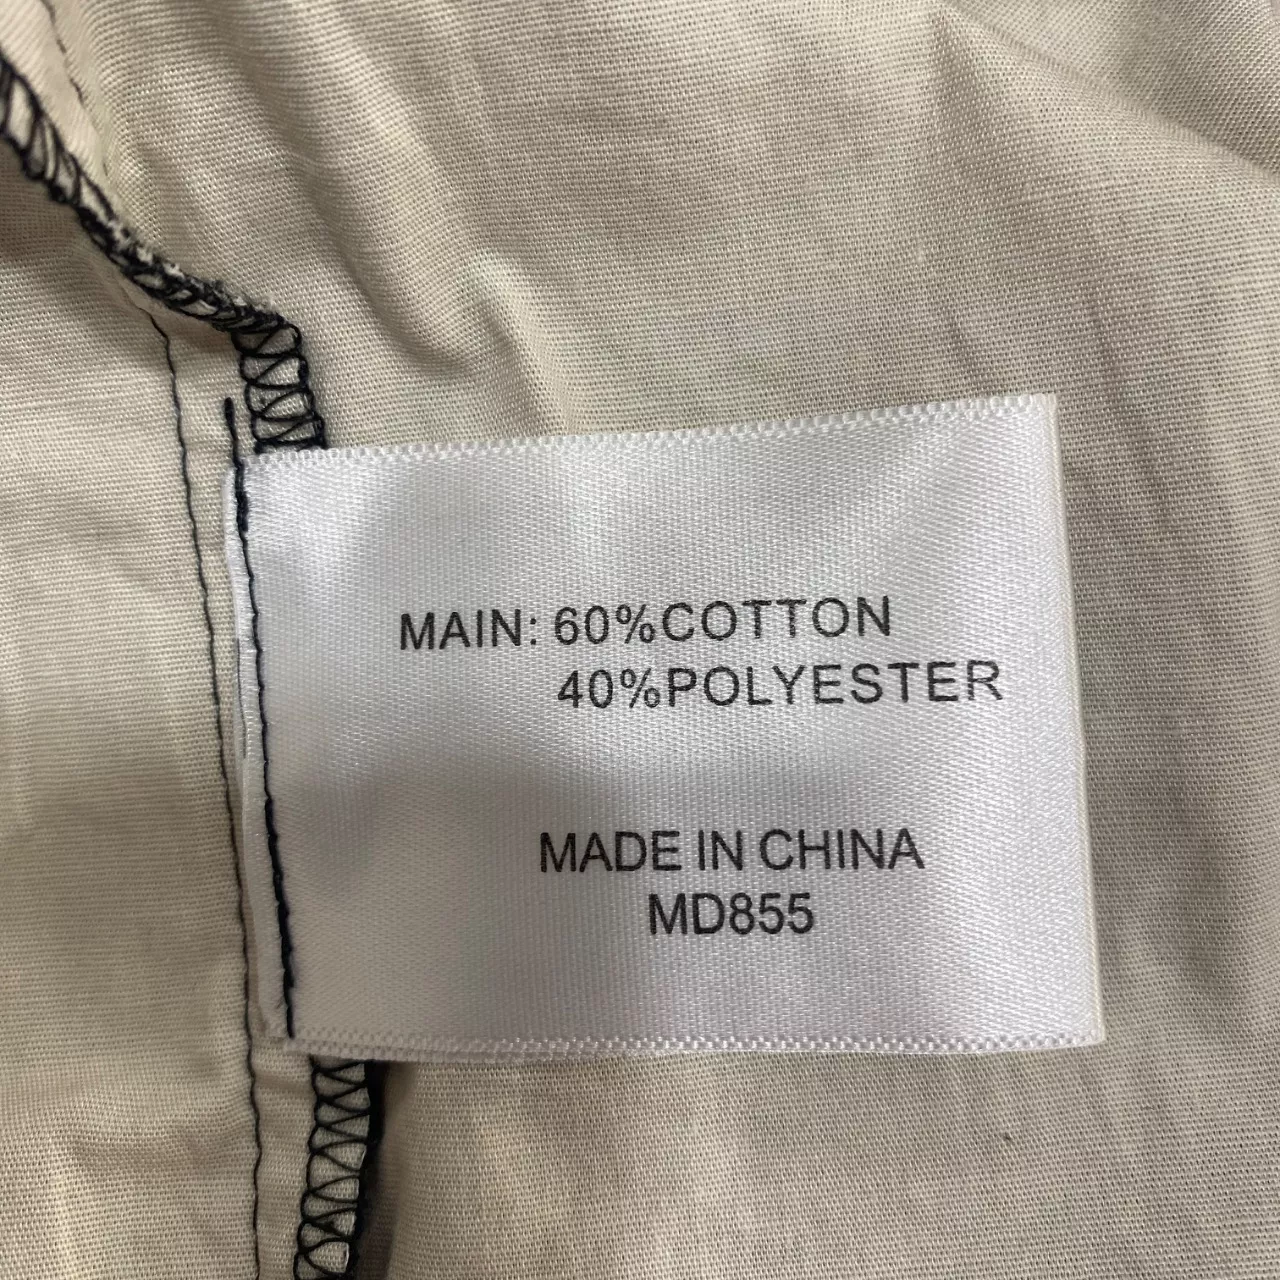 MAIN: 60%COTTON
40%POLYESTER
MADE IN CHINA
MD855